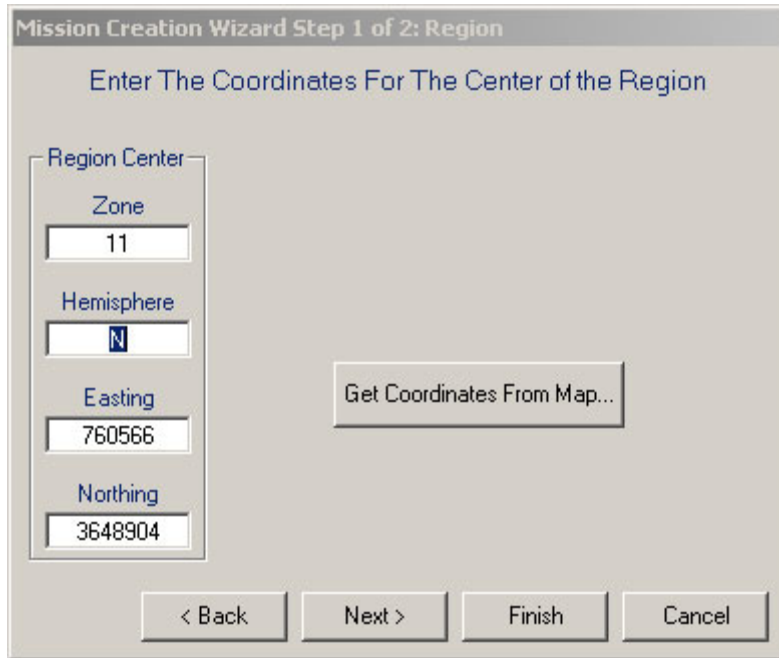 Mission Creation Wizard Step 1 of 2: Region
Enter The Coordinates For The Center of the Region
Region Center
Zone
11
Hemisphere
N
Easting
760566
Northing
3648904
Get Coordinates From Map...
< Back
Next >
Finish
Cancel